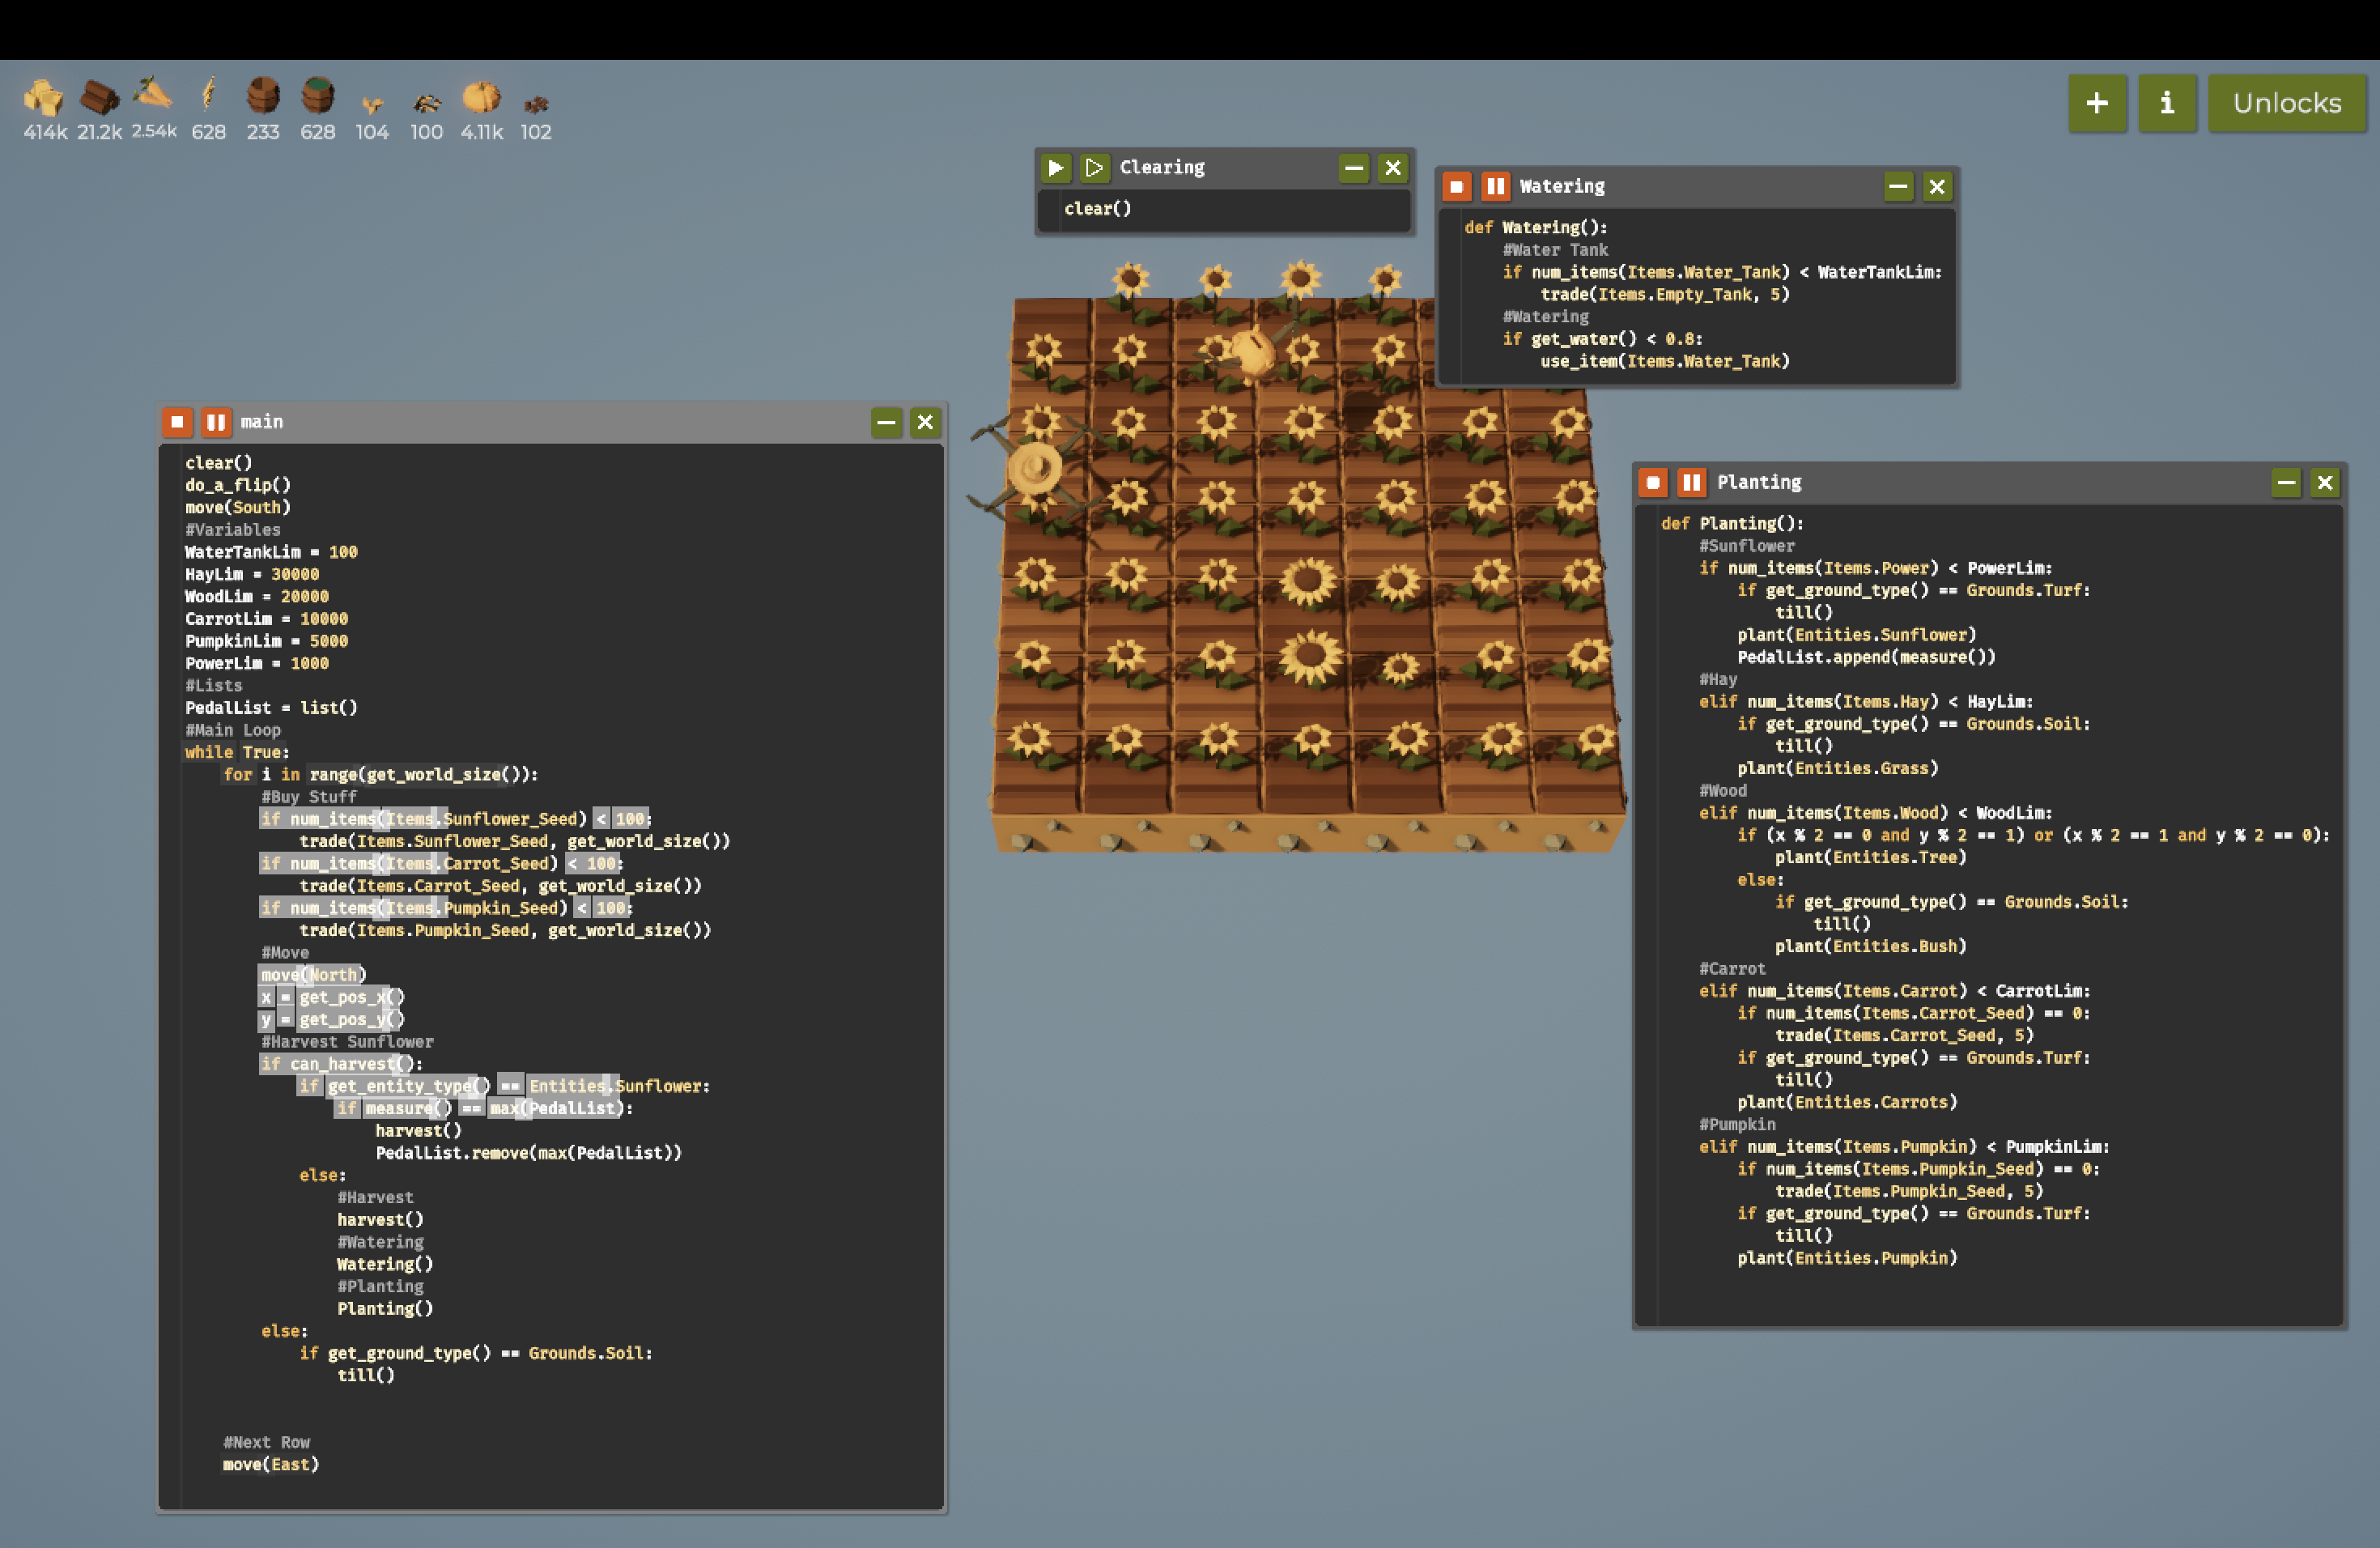 414k 21.2k 2.54k 628 233 628 104 100 4.11k 102
+ i Unlocks
Clearing
clear()
Watering
def Watering():
#Water Tank
if num_items(Items.Water_Tank) < WaterTankLim:
trade(Items.Empty_Tank, 5)
#Watering
if get_water() < 0.8:
use_item(Items.Water_Tank)
main
clear()
do_a_flip()
move(South)
#Variables
WaterTankLim = 100
HayLim = 30000
WoodLim = 20000
CarrotLim = 10000
PumpkinLim = 5000
PowerLim = 1000
#Lists
PedalList = list()
#Main Loop
while True:
for i in range(get_world_size()):
#Buy Stuff
if num_items(Items.Sunflower_Seed) < 100:
trade(Items.Sunflower_Seed, get_world_size())
if num_items(Items.Carrot_Seed) < 100:
trade(Items.Carrot_Seed, get_world_size())
if num_items(Items.Pumpkin_Seed) < 100:
trade(Items.Pumpkin_Seed, get_world_size())
#Move
move(North)
x = get_pos_x()
y = get_pos_y()
#Harvest Sunflower
if can_harvest():
if get_entity_type() == Entities.Sunflower:
if measure() == max(PedalList):
harvest()
PedalList.remove(max(PedalList))
else:
#Harvest
harvest()
#Watering
Watering()
#Planting
Planting()
else:
if get_ground_type() == Grounds.Soil:
till()
#Next Row
move(East)
Planting
def Planting():
#Sunflower
if num_items(Items.Power) < PowerLim:
if get_ground_type() == Grounds.Turf:
till()
plant(Entities.Sunflower)
PedalList.append(measure())
#Hay
elif num_items(Items.Hay) < HayLim:
if get_ground_type() == Grounds.Soil:
till()
plant(Entities.Grass)
#Wood
elif num_items(Items.Wood) < WoodLim:
if (x % 2 == 0 and y % 2 == 1) or (x % 2 == 1 and y % 2 == 0):
plant(Entities.Tree)
else:
if get_ground_type() == Grounds.Soil:
till()
plant(Entities.Bush)
#Carrot
elif num_items(Items.Carrot) < CarrotLim:
if num_items(Items.Carrot_Seed) == 0:
trade(Items.Carrot_Seed, 5)
if get_ground_type() == Grounds.Turf:
till()
plant(Entities.Carrots)
#Pumpkin
elif num_items(Items.Pumpkin) < PumpkinLim:
if num_items(Items.Pumpkin_Seed) == 0:
trade(Items.Pumpkin_Seed, 5)
if get_ground_type() == Grounds.Turf:
till()
plant(Entities.Pumpkin)